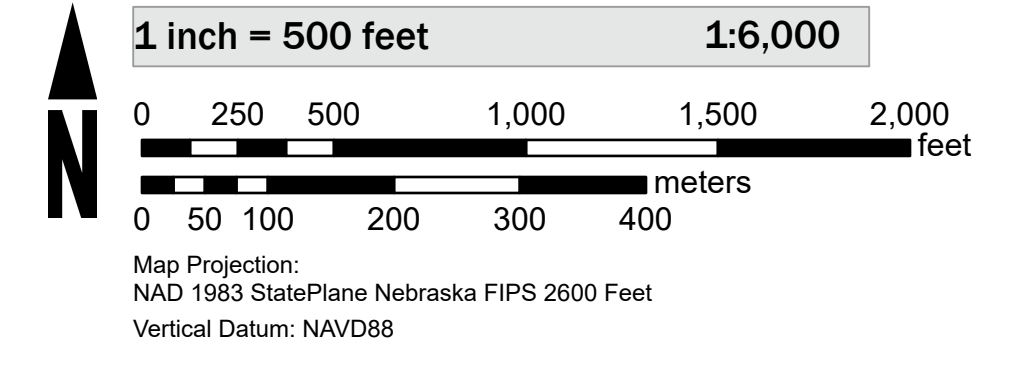 1 inch = 500 feet 1:6,000
0 250 500 1,000 1,500 2,000
feet
meters
0 50 100 200 300 400
N
Map Projection:
NAD 1983 StatePlane Nebraska FIPS 2600 Feet
Vertical Datum: NAVD88